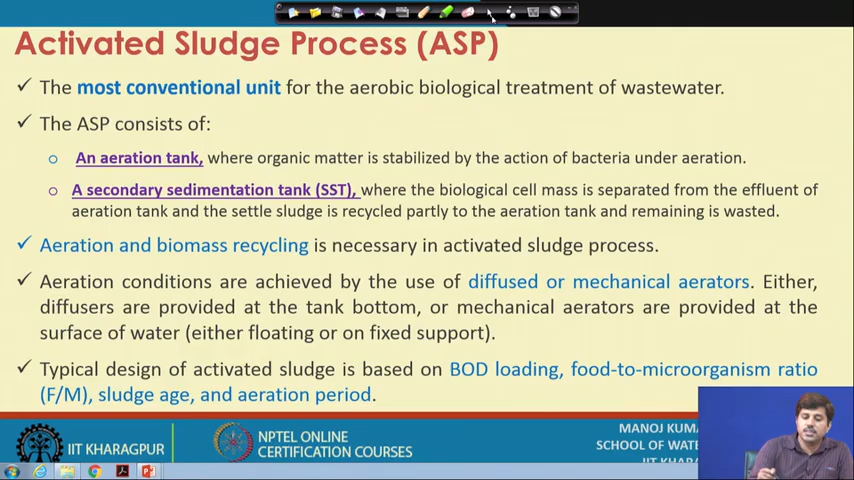 Activated Sludge Process (ASP)
✓ The most conventional unit for the aerobic biological treatment of wastewater.
✓ The ASP consists of:
o An aeration tank, where organic matter is stabilized by the action of bacteria under aeration.
o A secondary sedimentation tank (SST), where the biological cell mass is separated from the effluent of
aeration tank and the settle sludge is recycled partly to the aeration tank and remaining is wasted.
✓ Aeration and biomass recycling is necessary in activated sludge process.
✓ Aeration conditions are achieved by the use of diffused or mechanical aerators. Either,
diffusers are provided at the tank bottom, or mechanical aerators are provided at the
surface of water (either floating or on fixed support).
✓ Typical design of activated sludge is based on BOD loading, food-to-microorganism ratio
(F/M), sludge age, and aeration period.
IIT KHARAGPUR
NPTEL ONLINE
CERTIFICATION COURSES
MANOJ KUMA
SCHOOL OF WATE
IIT KHARA